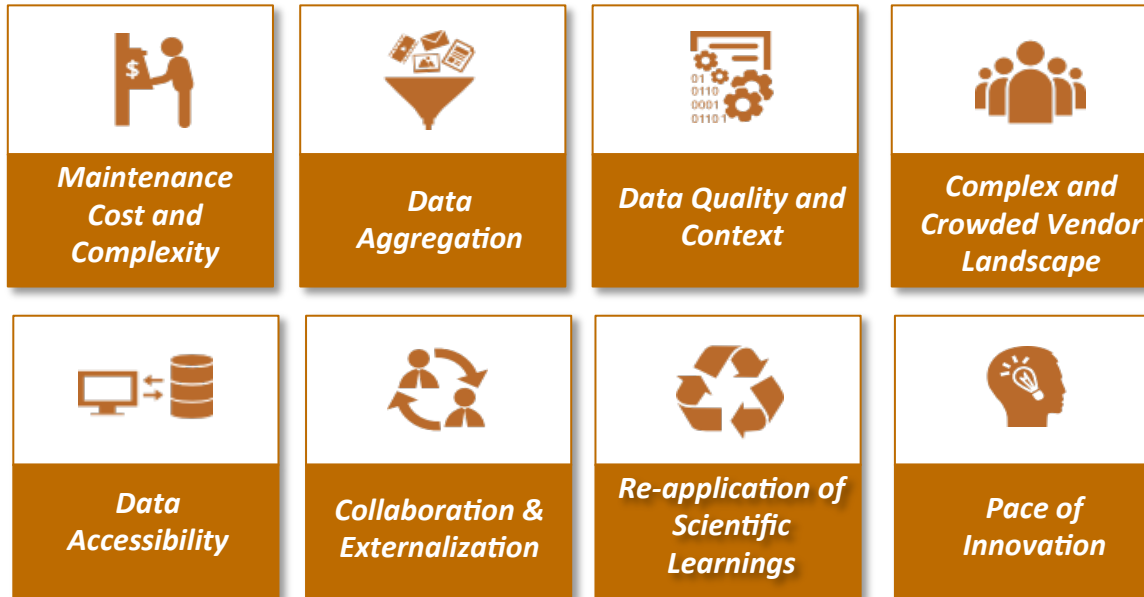 $
Maintenance
Cost and
Complexity
Data
Aggregation
01
0110
0001
01101
Data Quality and
Context
Complex and
Crowded Vendor
Landscape
Data
Accessibility
Collaboration &
Externalization
Re-application of
Scientific
Learnings
Pace of
Innovation